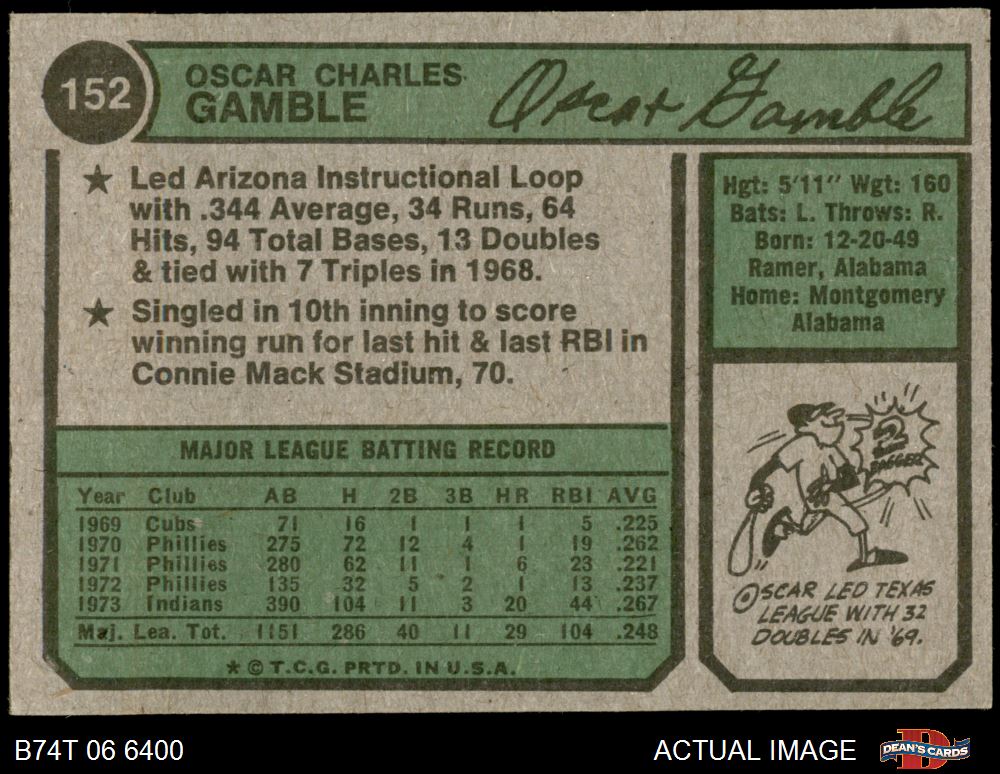 152
OSCAR CHARLES
GAMBLE
Oscar Gamble
★ Led Arizona Instructional Loop
with .344 Average, 34 Runs, 64
Hits, 94 Total Bases, 13 Doubles
& tied with 7 Triples in 1968.
★ Singled in 10th inning to score
winning run for last hit & last RBI in
Connie Mack Stadium, 70.
Hgt: 5'11" Wgt: 160
Bats: L. Throws: R.
Born: 12-20-49
Ramer, Alabama
Home: Montgomery
Alabama
MAJOR LEAGUE BATTING RECORD
Year Club AB H 2B 3B HR RBI AVG
1969 Cubs 71 16 1 1 1 5 .225
1970 Phillies 275 72 12 4 1 19 .262
1971 Phillies 280 62 11 1 6 23 .221
1972 Phillies 135 32 5 2 1 13 .237
1973 Indians 390 104 11 3 20 44 .267
Maj. Lea. Tot. 1151 286 40 11 29 104 .248
★ © T.C.G. PRTD. IN U.S.A.
2
BAGGER
OSCAR LED TEXAS
LEAGUE WITH 32
DOUBLES IN '69.
B74T 06 6400
ACTUAL IMAGE
DEAN'S CARDS